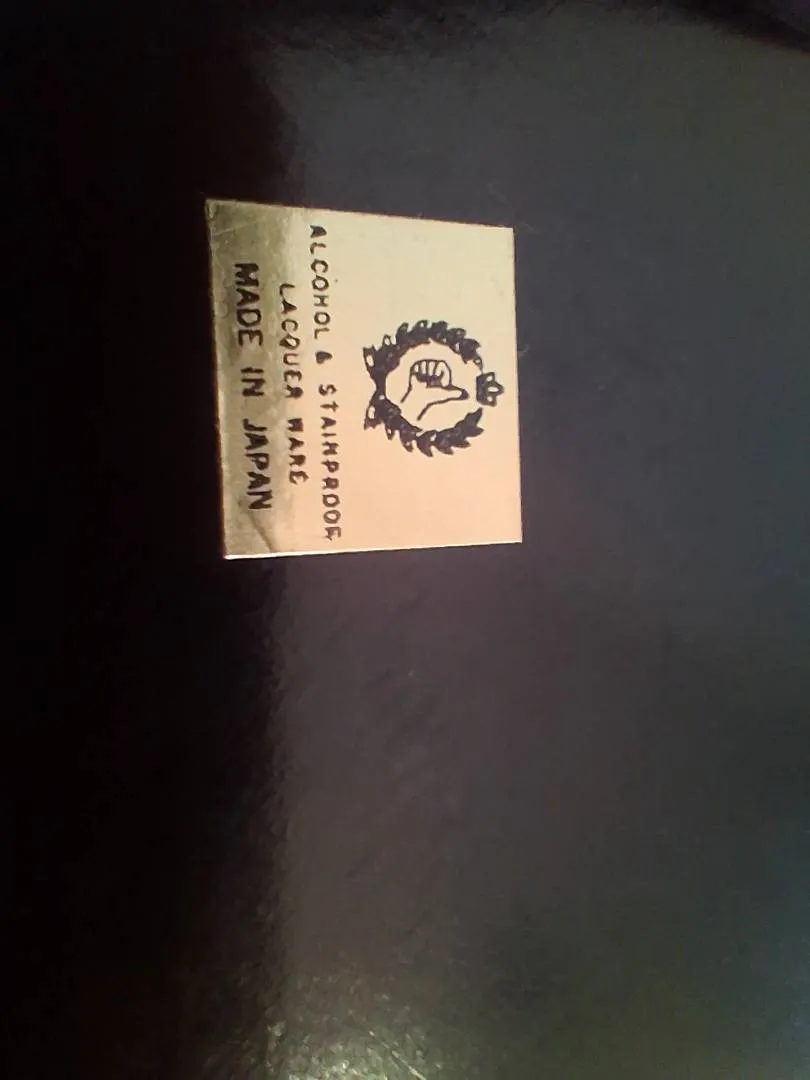 ALCOHOL & STAINPROOF
LACQUER WARE
MADE IN JAPAN